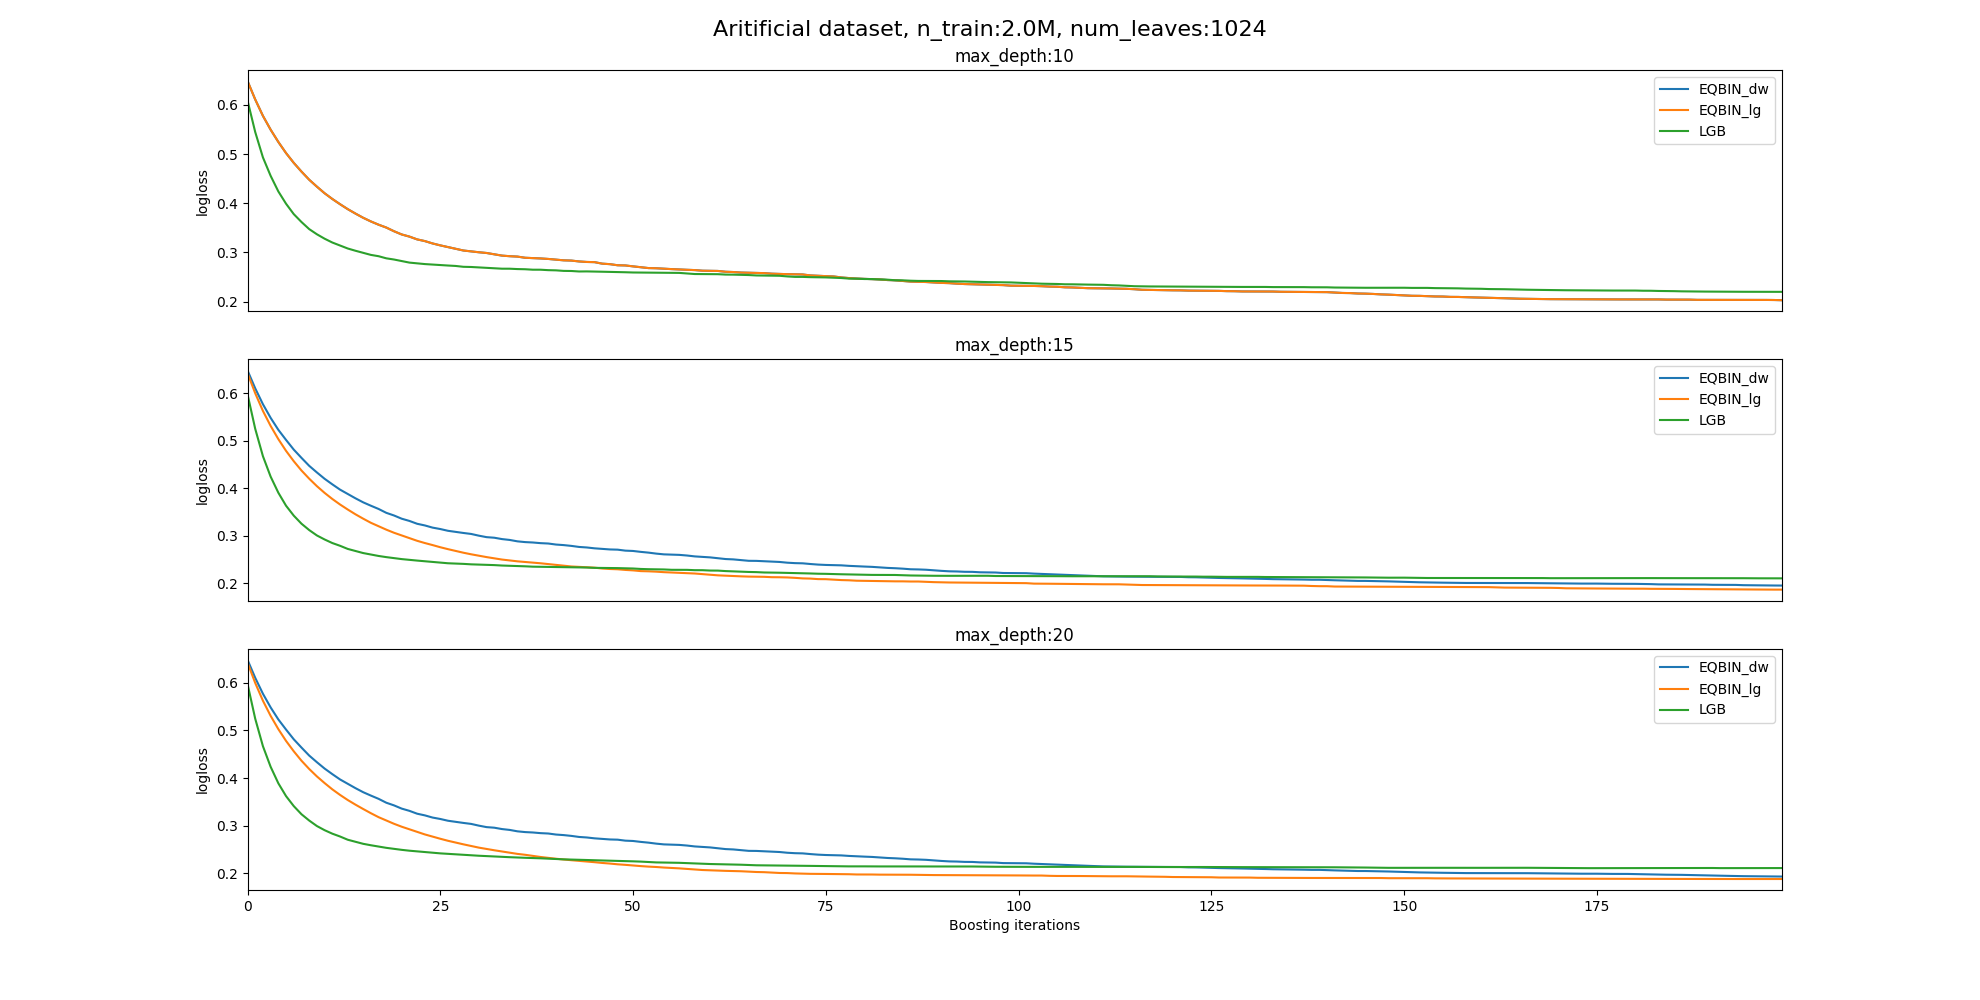 Aritificial dataset, n_train:2.0M, num_leaves:1024
max_depth:10
0.6
0.5
0.4
0.3
0.2
logloss
EQBIN_dw
EQBIN_lg
LGB
max_depth:15
0.6
0.5
0.4
0.3
0.2
logloss
EQBIN_dw
EQBIN_lg
LGB
max_depth:20
0.6
0.5
0.4
0.3
0.2
logloss
EQBIN_dw
EQBIN_lg
LGB
0 25 50 75 100 125 150 175
Boosting iterations